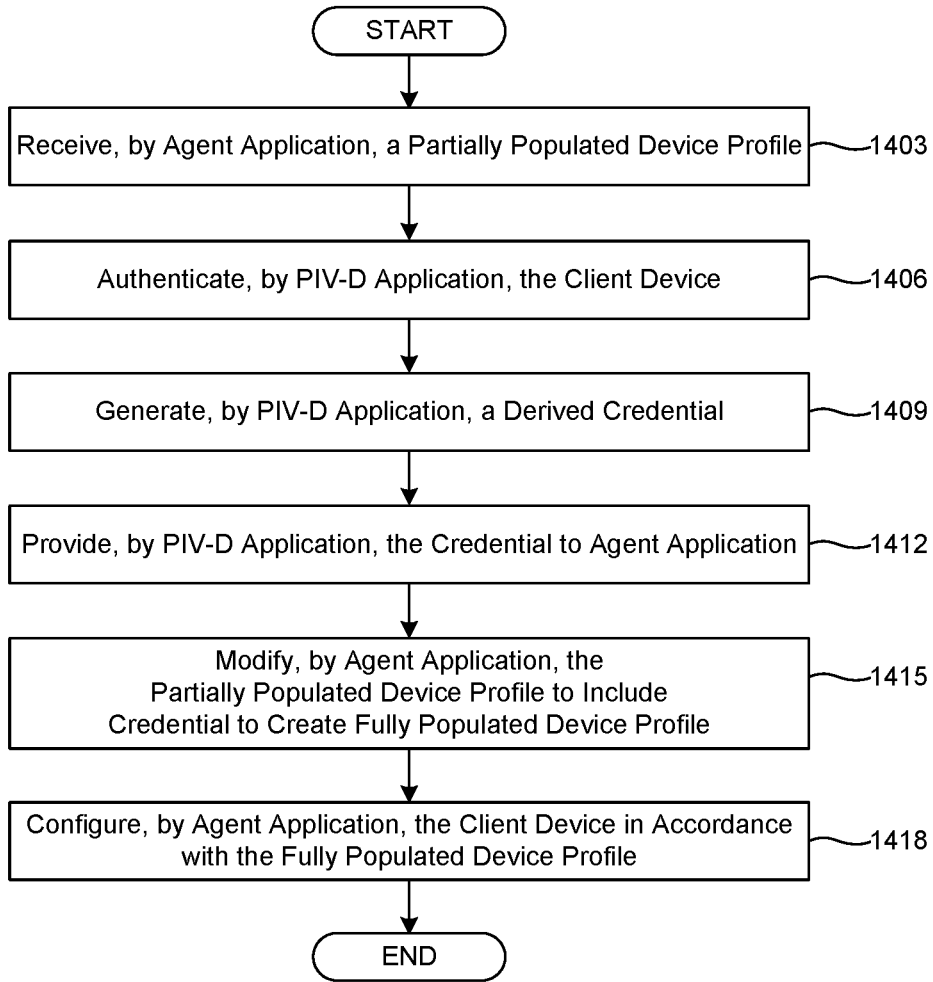 START
Receive, by Agent Application, a Partially Populated Device Profile
1403
Authenticate, by PIV-D Application, the Client Device
1406
Generate, by PIV-D Application, a Derived Credential
1409
Provide, by PIV-D Application, the Credential to Agent Application
1412
Modify, by Agent Application, the
Partially Populated Device Profile to Include
Credential to Create Fully Populated Device Profile
1415
Configure, by Agent Application, the Client Device in Accordance
with the Fully Populated Device Profile
1418
END